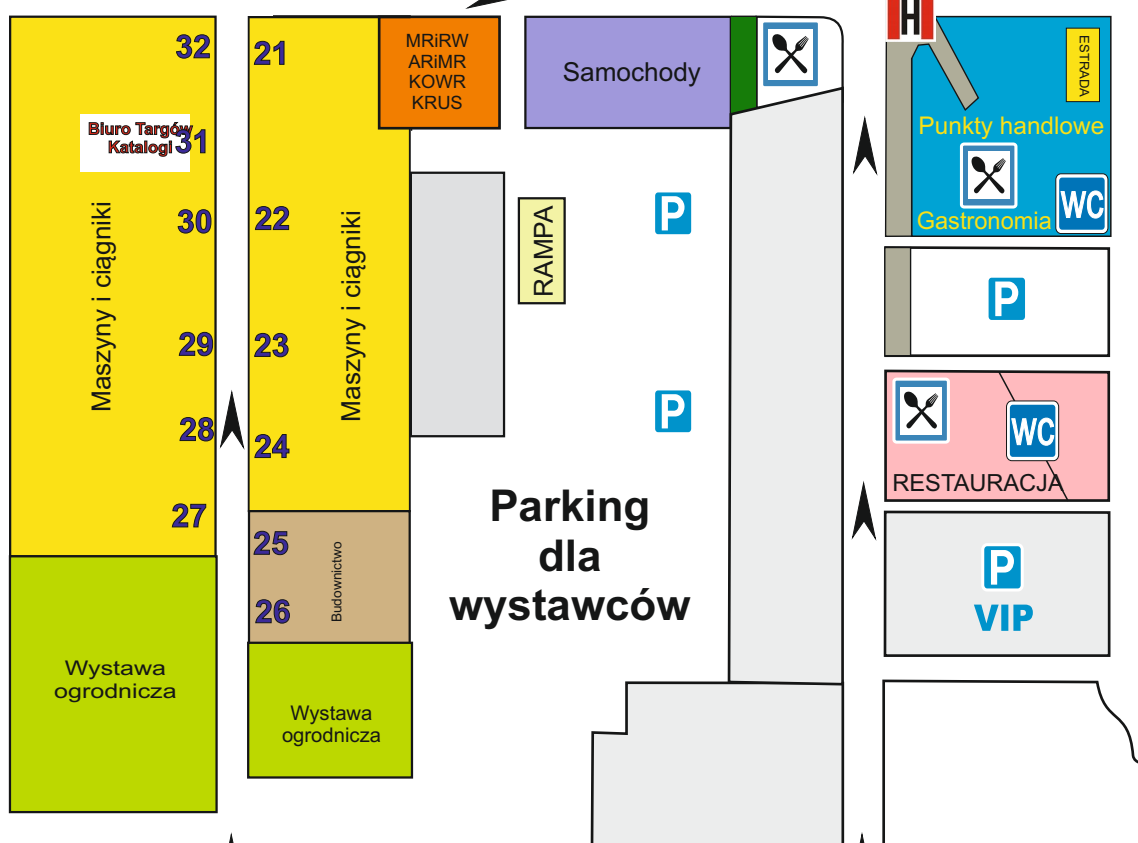 32
Biuro Targów
Katalogi
31
30
Maszyny i ciągniki
29
28
27
Wystawa
ogrodnicza
21
22
Maszyny i ciągniki
23
24
25
Budownictwo
26
Wystawa
ogrodnicza
MRiRW
ARiMR
KOWR
KRUS
Samochody
RAMPA
P
P
Parking
dla
wystawców
H
ESTRADA
Punkty handlowe
Gastronomia
WC
P
WC
RESTAURACJA
P
VIP